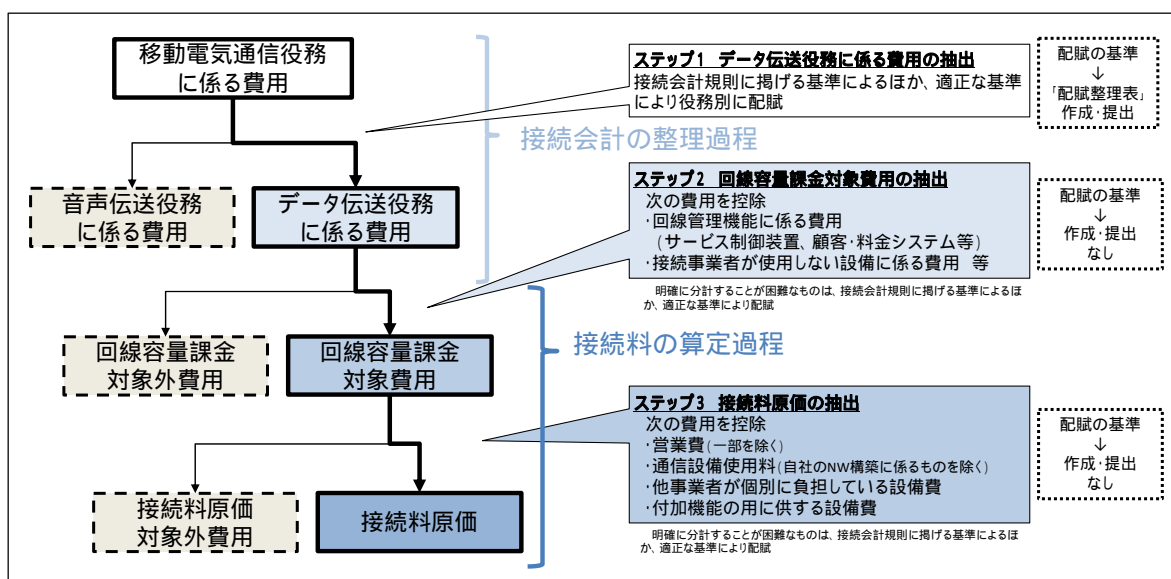 移動電気通信役務
に係る費用
ステップ1 データ伝送役務に係る費用の抽出
接続会計規則に掲げる基準によるほか、適正な基準
により役務別に配賦
配賦の基準
↓
「配賦整理表」
作成・提出
接続会計の整理過程
音声伝送役務
に係る費用
データ伝送役務
に係る費用
ステップ2 回線容量課金対象費用の抽出
次の費用を控除
・回線管理機能に係る費用
(サービス制御装置、顧客・料金システム等)
・接続事業者が使用しない設備に係る費用 等
明確に分計することが困難なものは、接続会計規則に掲げる基準によるほ
か、適正な基準により配賦
配賦の基準
↓
作成・提出
なし
回線容量課金
対象外費用
回線容量課金
対象費用
接続料の算定過程
ステップ3 接続料原価の抽出
次の費用を控除
・営業費(一部を除く)
・通信設備使用料(自社のNW構築に係るものを除く)
・他事業者が個別に負担している設備費
・付加機能の用に供する設備費
明確に分計することが困難なものは、接続会計規則に掲げる基準によるほ
か、適正な基準により配賦
配賦の基準
↓
作成・提出
なし
接続料原価
対象外費用
接続料原価